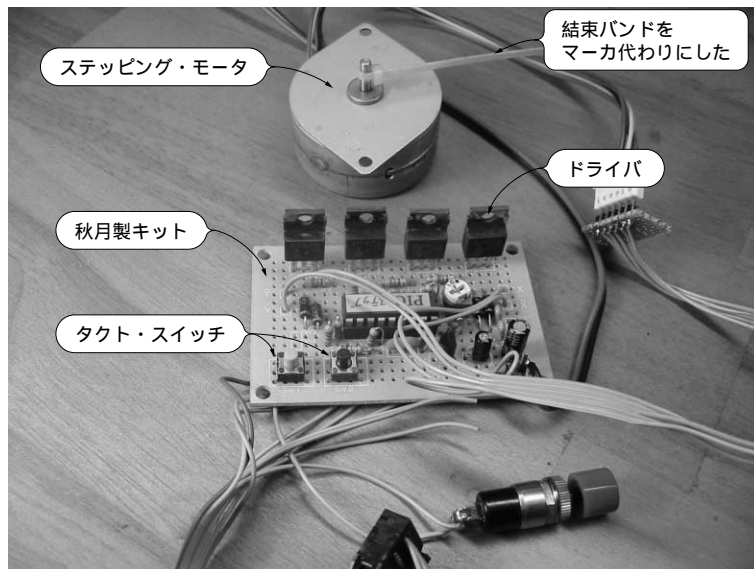 結束バンドを
マーカ代わりにした
ステッピング・モータ
ドライバ
秋月製キット
タクト・スイッチ